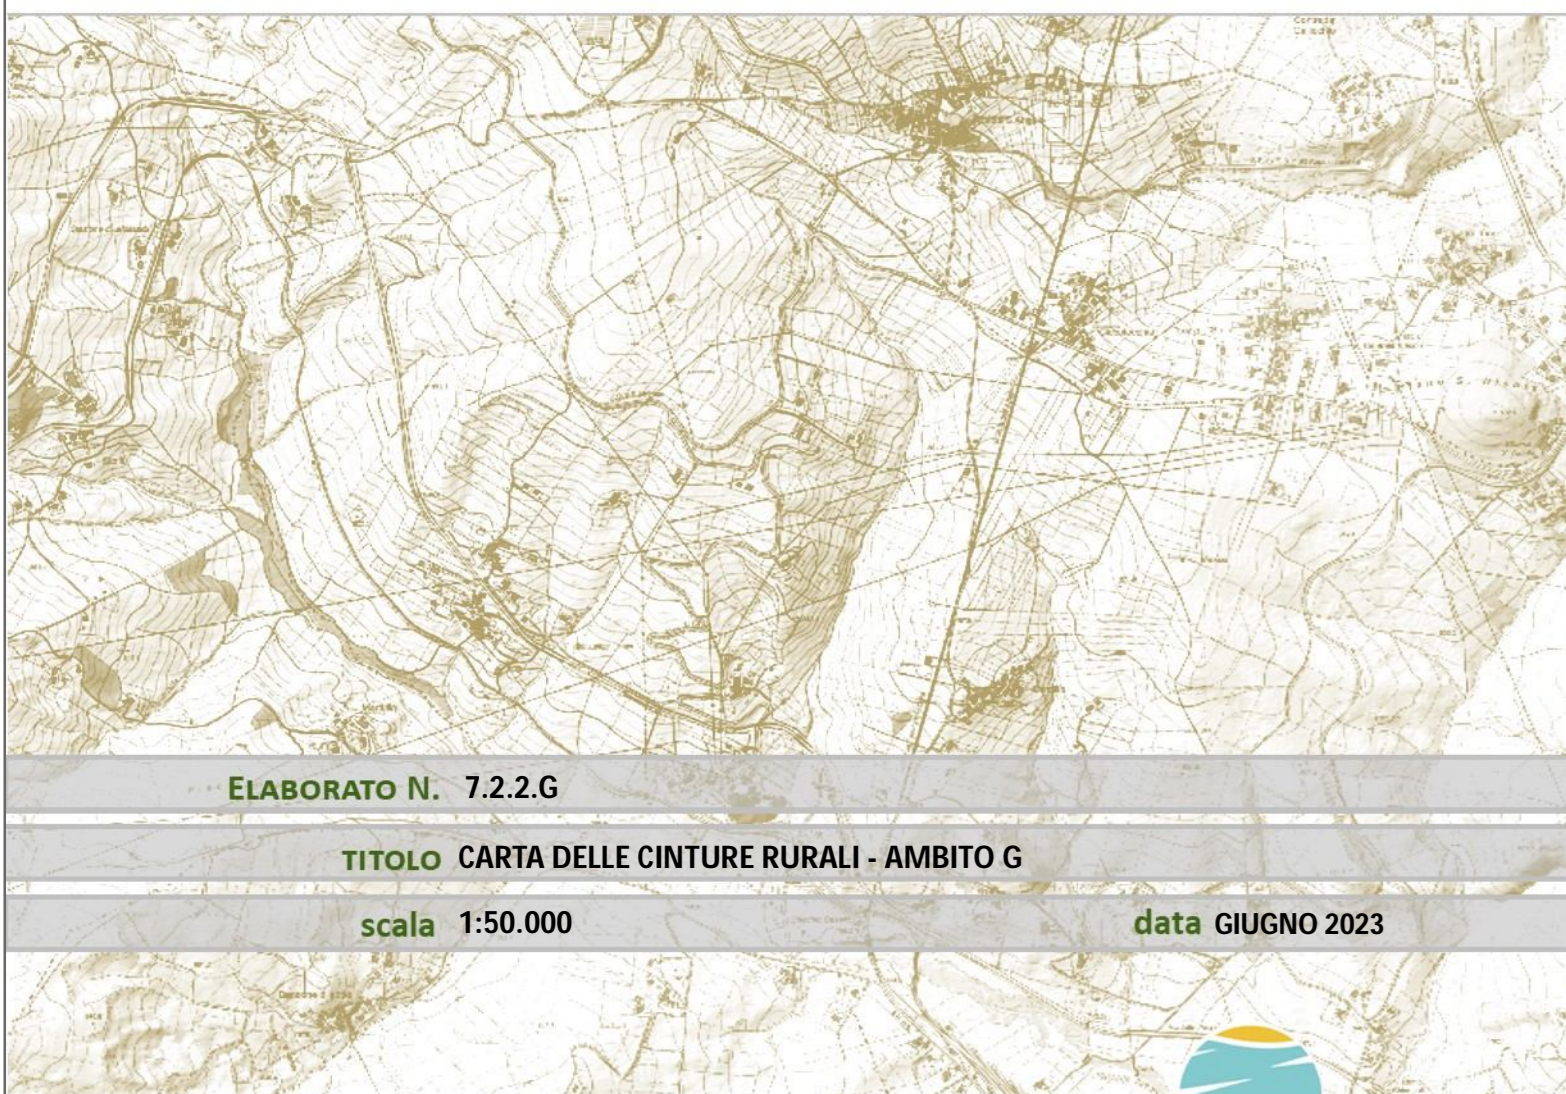 ELABORATO N. 7.2.2.G
TITOLO CARTA DELLE CINTURE RURALI - AMBITO G
scala 1:50.000 data GIUGNO 2023